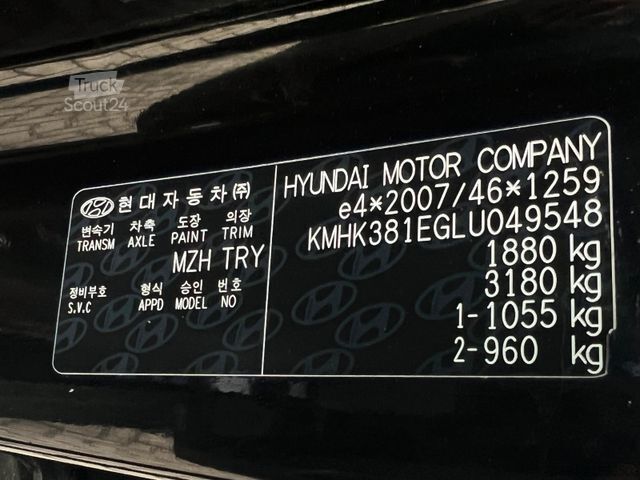 Truck
Scout24
현대자동차㈜
변속기 차축 도장 의장
TRANSM AXLE PAINT TRIM
MZH TRY
정비부호 형식 승인 번호
S.V.C APPD MODEL NO
HYUNDAI MOTOR COMPANY
e4*2007/46*1259
KMHK381EGLU049548
1880 kg
3180 kg
1-1055 kg
2-960 kg